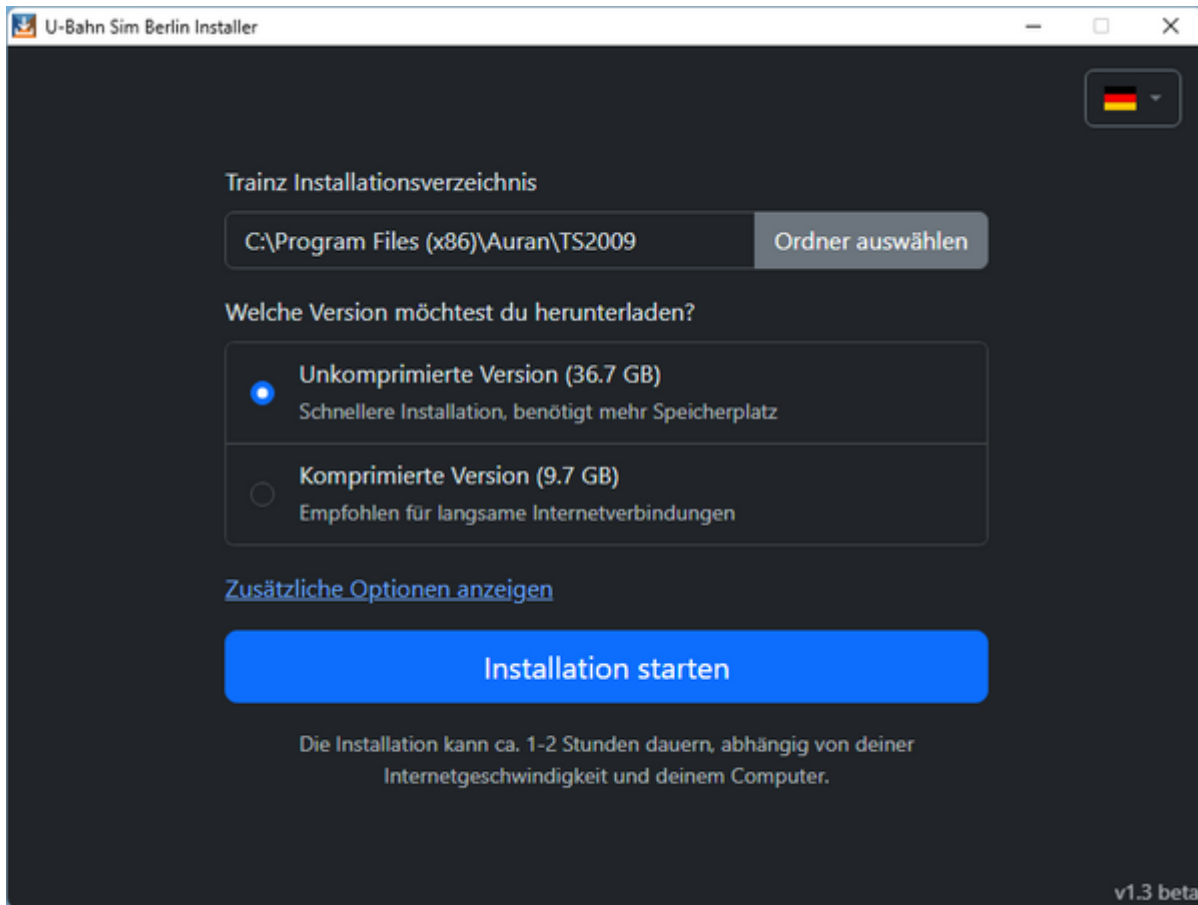 U-Bahn Sim Berlin Installer
Trainz Installationsverzeichnis
C:\Program Files (x86)\Auran\TS2009
Ordner auswählen
Welche Version möchtest du herunterladen?
Unkomprimierte Version (36.7 GB)
Schnellere Installation, benötigt mehr Speicherplatz
Komprimierte Version (9.7 GB)
Empfohlen für langsame Internetverbindungen
Zusätzliche Optionen anzeigen
Installation starten
Die Installation kann ca. 1-2 Stunden dauern, abhängig von deiner
Internetgeschwindigkeit und deinem Computer.
v1.3 beta